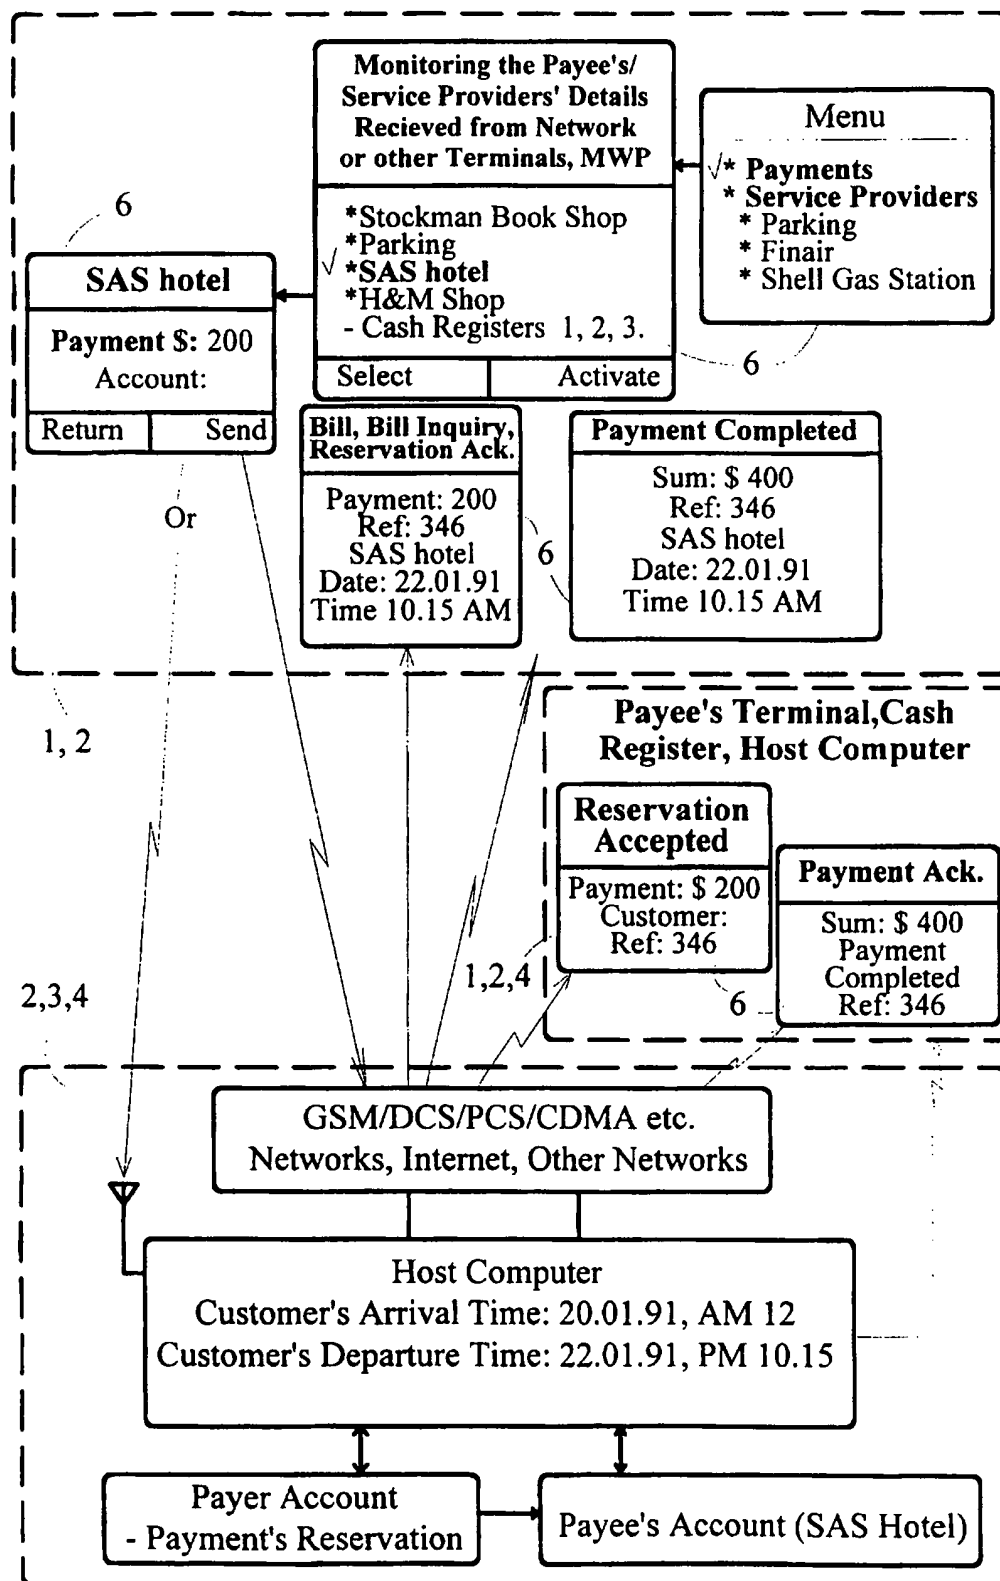 Monitoring the Payee's/
Service Providers' Details
Recieved from Network
or other Terminals, MWP
*Stockman Book Shop
*Parking
*SAS hotel
*H&M Shop
- Cash Registers 1, 2, 3.
Select Activate
Menu
* Payments
* Service Providers
* Parking
* Finair
* Shell Gas Station
6
6
SAS hotel
Payment $: 200
Account:
Return Send
Or
Bill, Bill Inquiry,
Reservation Ack.
Payment: 200
Ref: 346
SAS hotel
Date: 22.01.91
Time 10.15 AM
6
Payment Completed
Sum: $ 400
Ref: 346
SAS hotel
Date: 22.01.91
Time 10.15 AM
1, 2
Payee's Terminal,Cash
Register, Host Computer
Reservation
Accepted
Payment: $ 200
Customer:
Ref: 346
Payment Ack.
Sum: $ 400
Payment
Completed
Ref: 346
1,2,4
6
2,3,4
GSM/DCS/PCS/CDMA etc.
Networks, Internet, Other Networks
Host Computer
Customer's Arrival Time: 20.01.91, AM 12
Customer's Departure Time: 22.01.91, PM 10.15
Payer Account
- Payment's Reservation
Payee's Account (SAS Hotel)